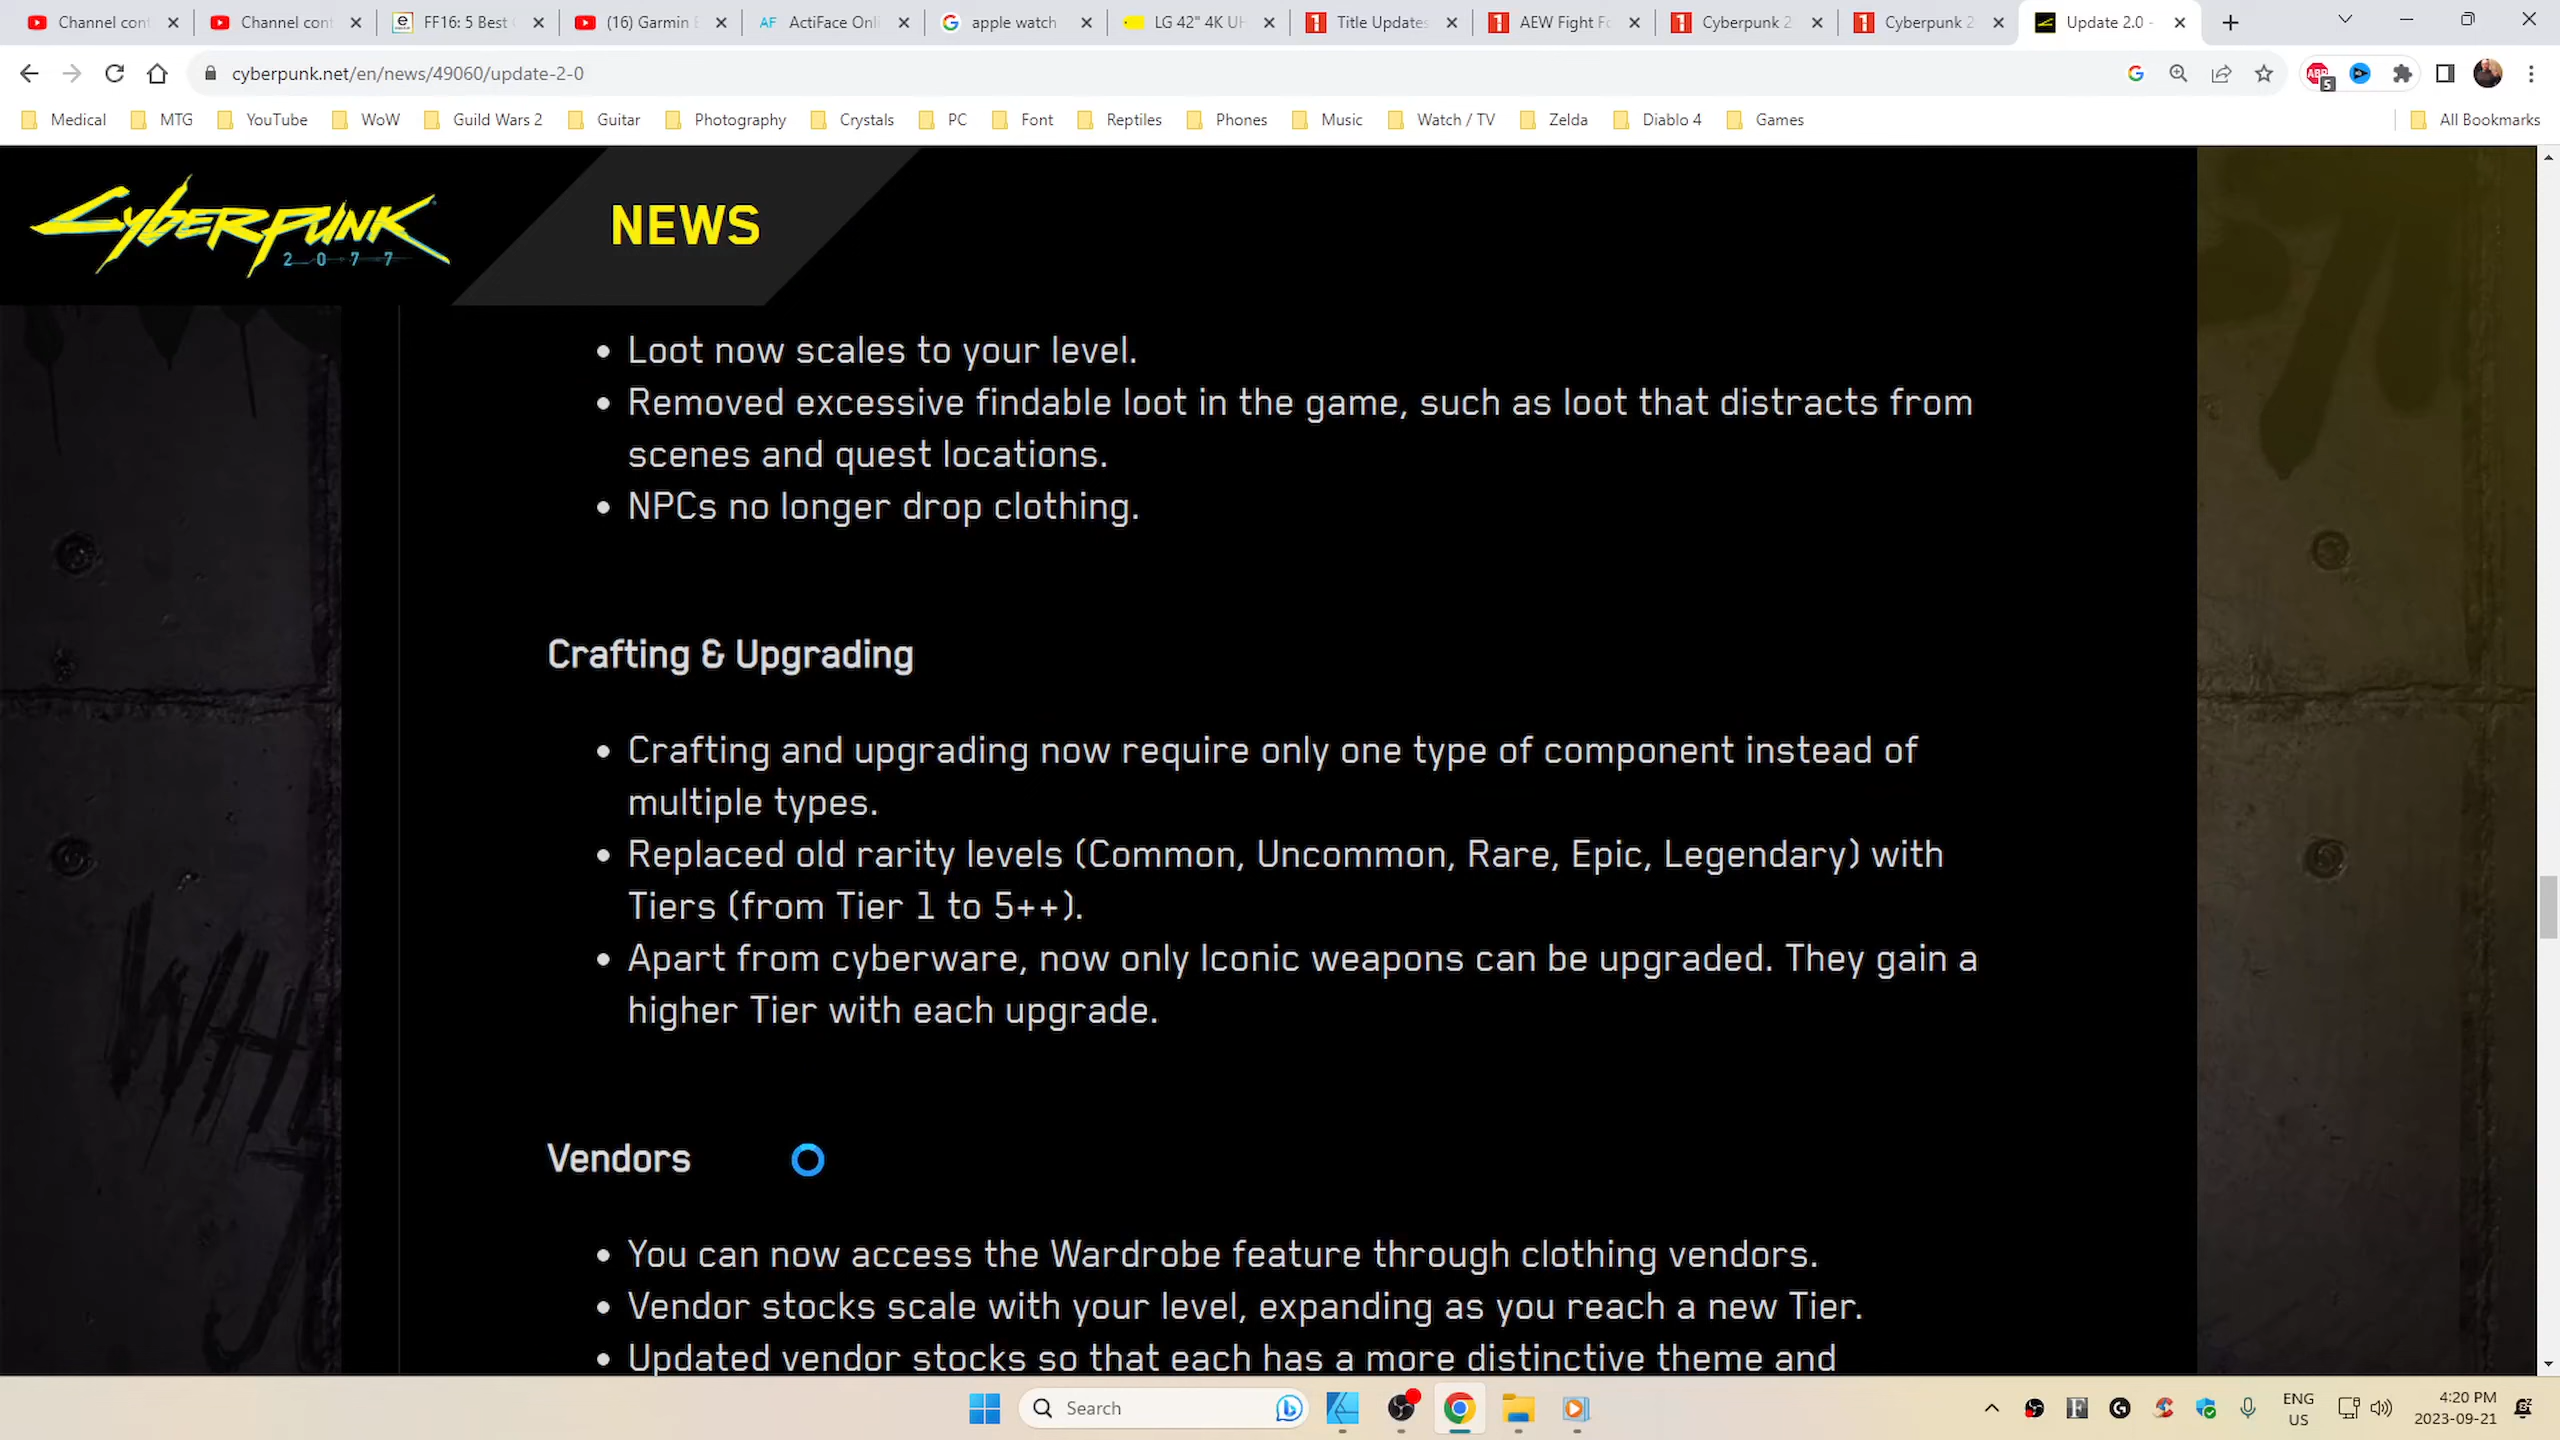 Channel cont
Channel cont
FF16: 5 Best
(16) Garmin E
ActiFace Onli
apple watch
LG 42" 4K UH
Title Updates
AEW Fight Fo
Cyberpunk 2
Cyberpunk 2
Update 2.0 -
cyberpunk.net/en/news/49060/update-2-0
ABP
5
Medical
MTG
YouTube
WoW
Guild Wars 2
Guitar
Photography
Crystals
PC
Font
Reptiles
Phones
Music
Watch / TV
Zelda
Diablo 4
Games
All Bookmarks
CYBERPUNK
2077
NEWS
• Loot now scales to your level.
• Removed excessive findable loot in the game, such as loot that distracts from
scenes and quest locations.
• NPCs no longer drop clothing.
Crafting & Upgrading
• Crafting and upgrading now require only one type of component instead of
multiple types.
• Replaced old rarity levels (Common, Uncommon, Rare, Epic, Legendary) with
Tiers (from Tier 1 to 5++).
• Apart from cyberware, now only Iconic weapons can be upgraded. They gain a
higher Tier with each upgrade.
Vendors
• You can now access the Wardrobe feature through clothing vendors.
• Vendor stocks scale with your level, expanding as you reach a new Tier.
• Updated vendor stocks so that each has a more distinctive theme and
Search
ENG
US
4:20 PM
2023-09-21